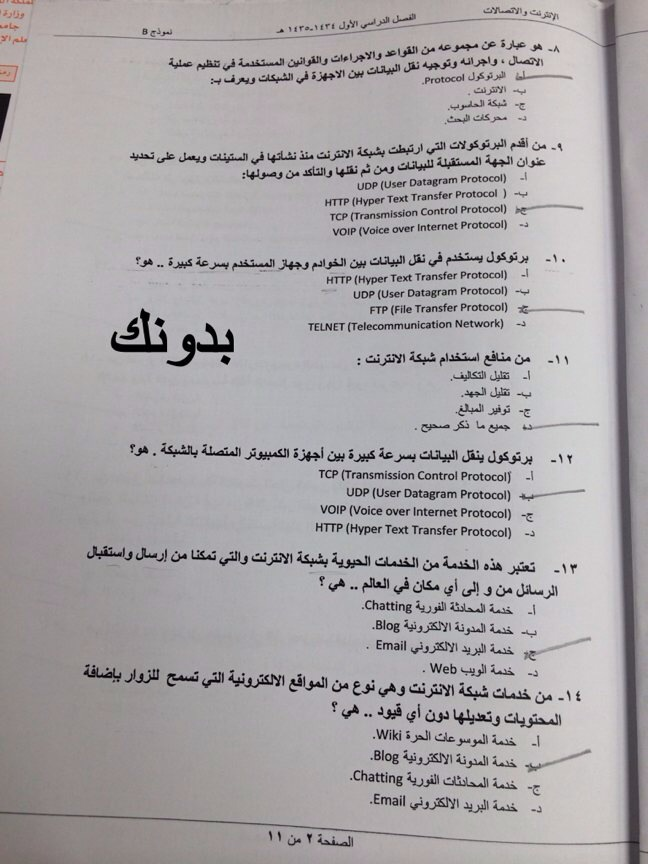 الإنترنت والاتصالات
الفصل الدراسي الأول ١٤٣٤-١٤٣٥ هـ
نموذج B
٨- هو عبارة عن مجموعه من القواعد والاجراءات والقوانين المستخدمة في تنظيم عملية
الاتصال ، واجرائه وتوجيه نقل البيانات بين الاجهزة في الشبكات ويعرف بـ:
أ- البرتوكول Protocol.
ب- الانترنت .
ج- شبكة الحاسوب.
د- محركات البحث.
٩- من أقدم البرتوكولات التي ارتبطت بشبكة الانترنت منذ نشأتها في الستينات ويعمل على تحديد
عنوان الجهة المستقبلة للبيانات ومن ثم نقلها والتأكد من وصولها:
أ- UDP (User Datagram Protocol)
ب- HTTP (Hyper Text Transfer Protocol )
ج- TCP (Transmission Control Protocol)
د- VOIP (Voice over Internet Protocol)
١٠- برتوكول يستخدم في نقل البيانات بين الخوادم وجهاز المستخدم بسرعة كبيرة .. هو؟
أ- HTTP (Hyper Text Transfer Protocol)
ب- UDP (User Datagram Protocol)
ج- FTP (File Transfer Protocol)
د- TELNET (Telecommunication Network)
بدونك
١١- من منافع استخدام شبكة الانترنت :
أ- تقليل التكاليف.
ب- تقليل الجهد.
ج- توفير المبالغ.
د- جميع ما ذكر صحيح .
١٢- برتوكول ينقل البيانات بسرعة كبيرة بين أجهزة الكمبيوتر المتصلة بالشبكة . هو؟
أ- TCP (Transmission Control Protocol)
ب- UDP (User Datagram Protocol)
ج- VOIP (Voice over Internet Protocol)
د- HTTP (Hyper Text Transfer Protocol)
١٣- تعتبر هذه الخدمة من الخدمات الحيوية بشبكة الانترنت والتي تمكنا من إرسال واستقبال
الرسائل من و إلى أي مكان في العالم .. هي ؟
أ- خدمة المحادثة الفورية Chatting.
ب- خدمة المدونة الالكترونية Blog.
ج- خدمة البريد الالكتروني Email .
د- خدمة الويب Web .
١٤- من خدمات شبكة الانترنت وهي نوع من المواقع الالكترونية التي تسمح للزوار بإضافة
المحتويات وتعديلها دون أي قيود .. هي ؟
أ- خدمة الموسوعات الحرة Wiki.
ب- خدمة المدونة الالكترونية Blog.
ج- خدمة المحادثات الفورية Chatting.
د- خدمة البريد الالكتروني Email.
الصفحة ٢ من ١١